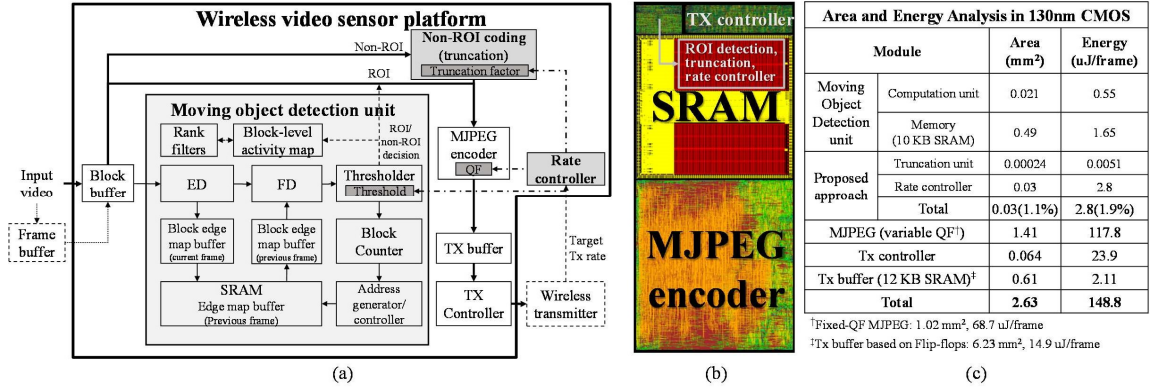 Wireless video sensor platform
Non-ROI
Non-ROI coding
(truncation)
Truncation factor
ROI
Moving object detection unit
Rank
filters
Block-level
activity map
ROI/
non-ROI
decision
MJPEG
encoder
QF
Rate
controller
Input
video
Block
buffer
ED
FD
Thresholder
Threshold
Frame
buffer
Block edge
map buffer
(current frame)
Block edge
map buffer
(previous frame)
Block
Counter
TX buffer
Target
Tx rate
SRAM
Edge map buffer
(Previous frame)
Address
generator/
controller
TX
Controller
Wireless
transmitter
(a)
TX controller
ROI detection,
truncation,
rate controller
SRAM
MJPEG
encoder
(b)
Area and Energy Analysis in 130nm CMOS
Module Area (mm²) Energy (uJ/frame)
Moving Object Detection unit
Computation unit 0.021 0.55
Memory (10 KB SRAM) 0.49 1.65
Proposed approach
Truncation unit 0.00024 0.0051
Rate controller 0.03 2.8
Total 0.03(1.1%) 2.8(1.9%)
MJPEG (variable QF†) 1.41 117.8
Tx controller 0.064 23.9
Tx buffer (12 KB SRAM)‡ 0.61 2.11
Total 2.63 148.8
†Fixed-QF MJPEG: 1.02 mm², 68.7 uJ/frame
‡Tx buffer based on Flip-flops: 6.23 mm², 14.9 uJ/frame
(c)